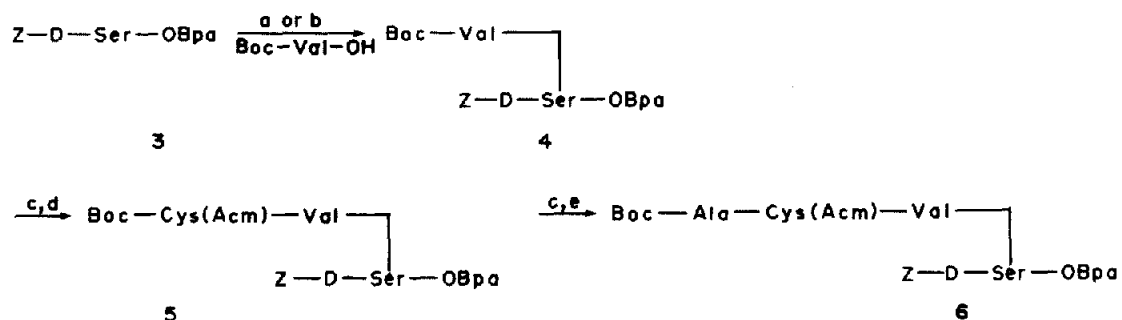 Z—D—Ser—OBpa
a or b
Boc-Val-OH
Boc—Val
Z—D—Ser—OBpa
3
4
c,d
Boc—Cys(Acm)—Val
Z—D—Ser—OBpa
5
c,e
Boc—Ala—Cys(Acm)—Val
Z—D—Ser—OBpa
6